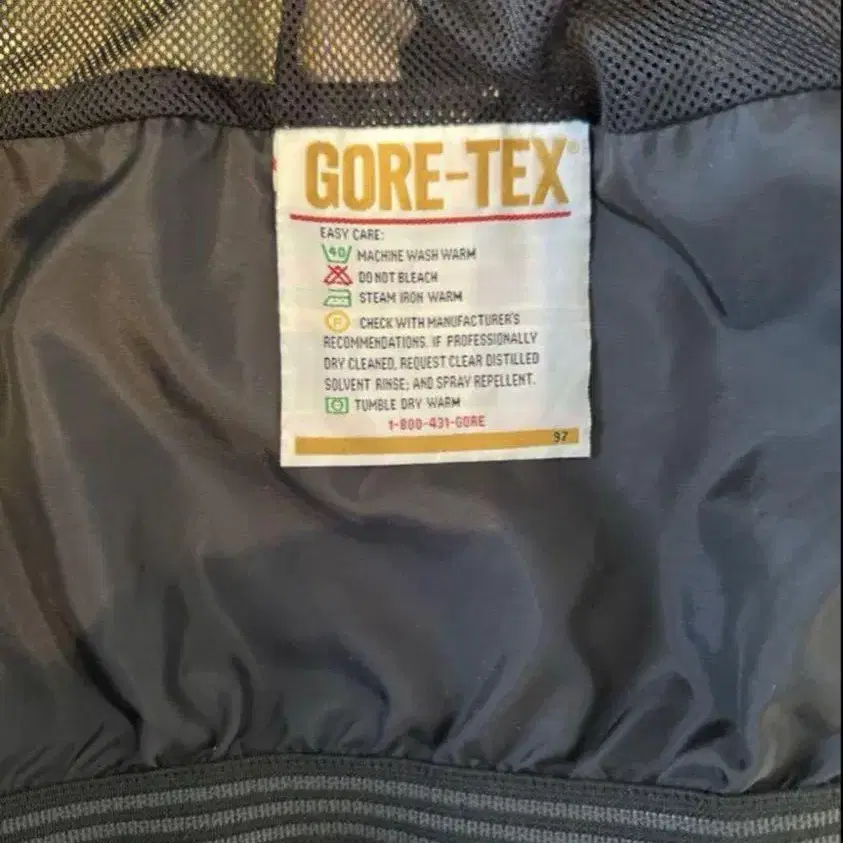 GORE-TEX®
EASY CARE:
40 MACHINE WASH WARM
DO NOT BLEACH
STEAM IRON WARM
F CHECK WITH MANUFACTURER'S
RECOMMENDATIONS. IF PROFESSIONALLY
DRY CLEANED, REQUEST CLEAR DISTILLED
SOLVENT RINSE; AND SPRAY REPELLENT.
TUMBLE DRY WARM
1-800-431-GORE
97